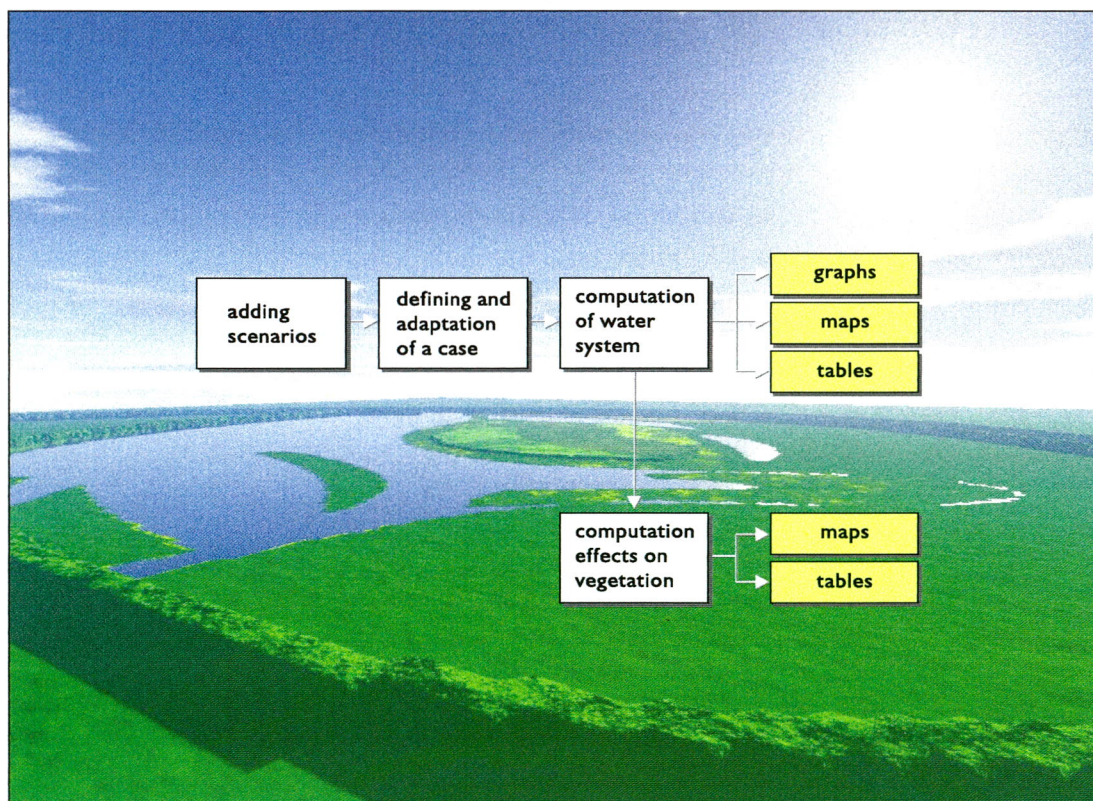 adding
scenarios
defining and
adaptation
of a case
computation
of water
system
graphs
maps
tables
computation
effects on
vegetation
maps
tables